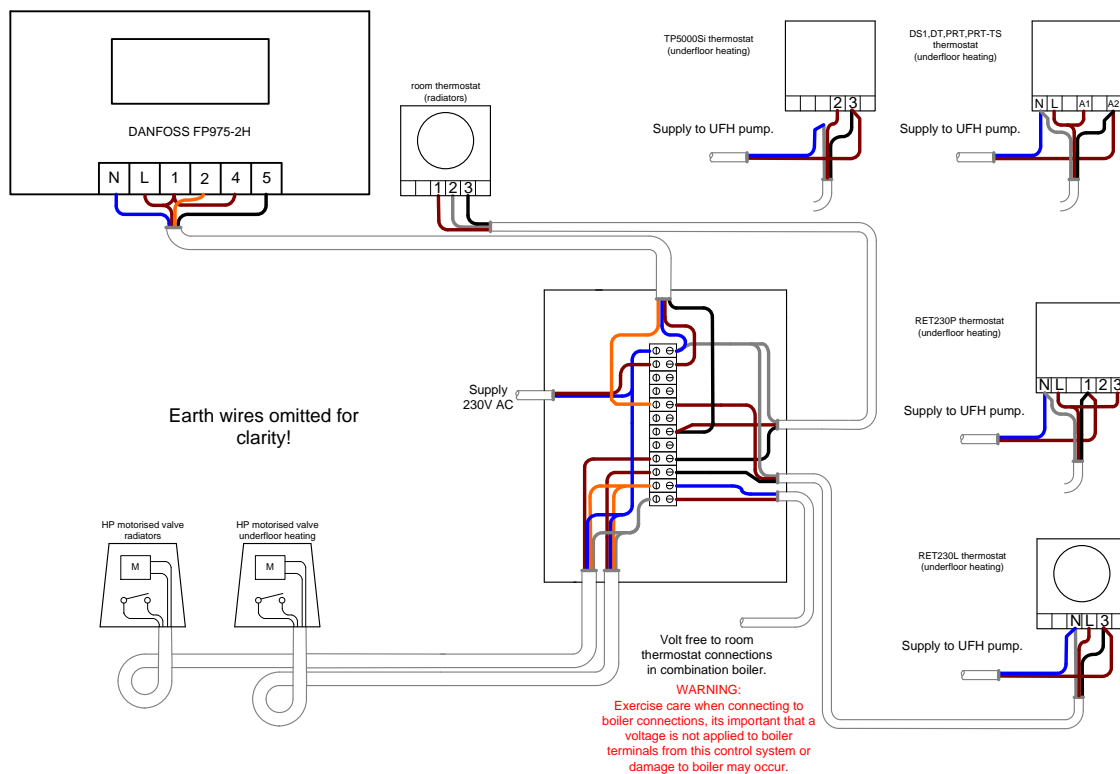 DANFOSS FP975-2H
N L 1 2 4 5
room thermostat
(radiators)
1 2 3
TP5000Si thermostat
(underfloor heating)
2 3
Supply to UFH pump.
DS1,DT,PRT,PRT-TS
thermostat
(underfloor heating)
N L A1 A2
Supply to UFH pump.
Supply
230V AC
RET230P thermostat
(underfloor heating)
N L 1 2 3
Supply to UFH pump.
Earth wires omitted for
clarity!
HP motorised valve
radiators
M
HP motorised valve
underfloor heating
M
RET230L thermostat
(underfloor heating)
N L 3
Supply to UFH pump.
Volt free to room
thermostat connections
in combination boiler.
WARNING:
Exercise care when connecting to
boiler connections, its important that a
voltage is not applied to boiler
terminals from this control system or
damage to boiler may occur.